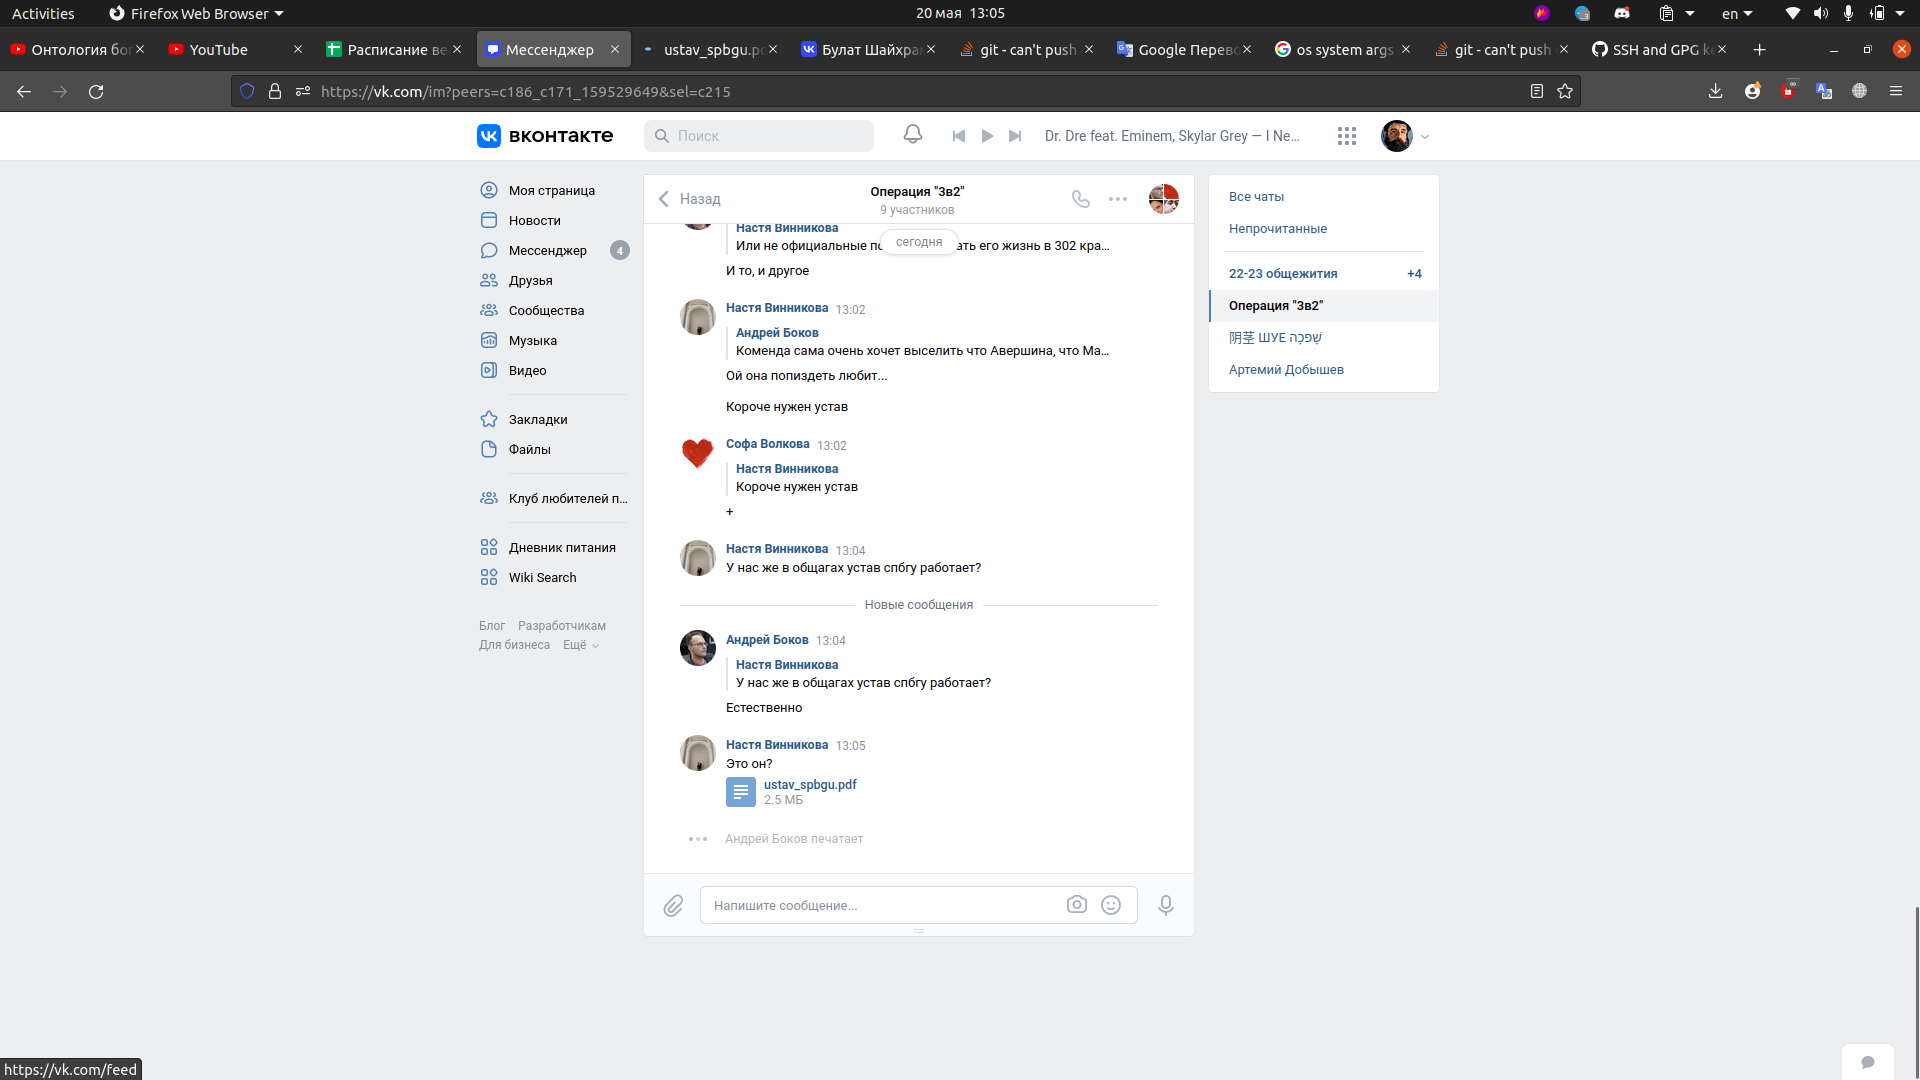 Activities
Firefox Web Browser
20 мая 13:05
en
Онтология бог
YouTube
Расписание ве
Мессенджер
ustav_spbgu.pd
Булат Шайхра
git - can't push
Google Перево
os system args
git - can't push
SSH and GPG ke
https://vk.com/im?peers=c186_c171_159529649&sel=c215
вконтакте
Поиск
Dr. Dre feat. Eminem, Skylar Grey — I Ne...
Моя страница
Новости
Мессенджер 4
Друзья
Сообщества
Музыка
Видео
Закладки
Файлы
Клуб любителей п...
Дневник питания
Wiki Search
Блог Разработчикам
Для бизнеса Ещё
Назад
Операция "3в2"
9 участников
Настя Винникова
сегодня
Или не официальные по ать его жизнь в 302 кра...
И то, и другое
Настя Винникова 13:02
Андрей Боков
Коменда сама очень хочет выселить что Авершина, что Ма...
Ой она попиздеть любит...
Короче нужен устав
Софа Волкова 13:02
Настя Винникова
Короче нужен устав
+
Настя Винникова 13:04
У нас же в общагах устав спбгу работает?
Новые сообщения
Андрей Боков 13:04
Настя Винникова
У нас же в общагах устав спбгу работает?
Естественно
Настя Винникова 13:05
Это он?
ustav_spbgu.pdf
2.5 МБ
Андрей Боков печатает
Напишите сообщение...
Все чаты
Непрочитанные
22-23 общежития +4
Операция "3в2"
阴茎 ШУЕ שָׁפכָה
Артемий Добышев
https://vk.com/feed